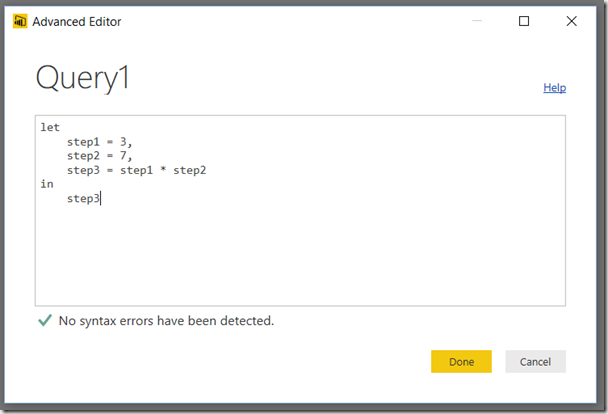 Advanced Editor
Query1
Help
let
    step1 = 3,
    step2 = 7,
    step3 = step1 * step2
in
    step3
No syntax errors have been detected.
Done
Cancel